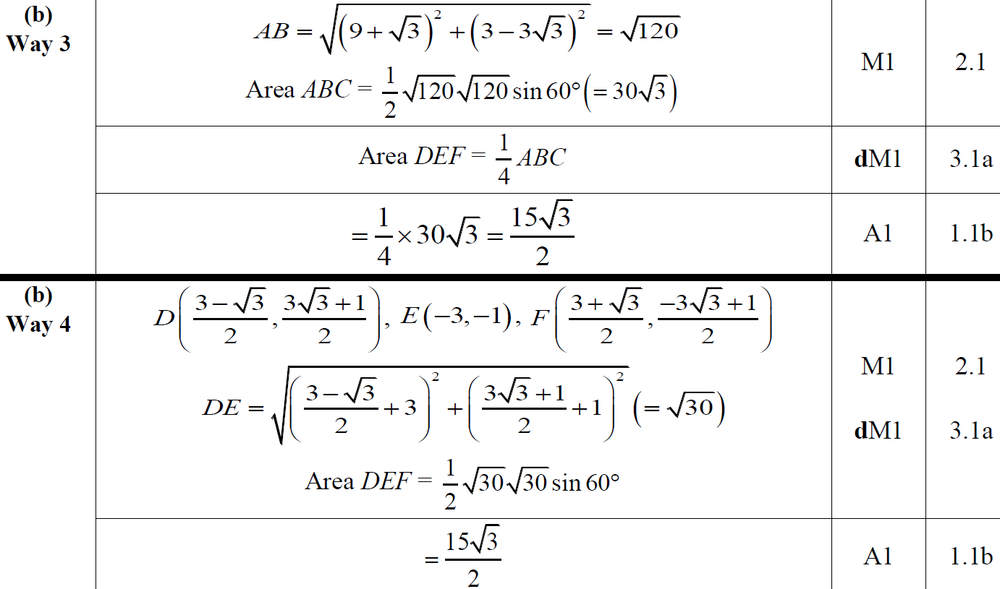 (b)
Way 3
AB = √((9 + √3)² + (3 − 3√3)²) = √120
Area ABC = 1/2 √120 √120 sin 60° (= 30√3)
M1 2.1
Area DEF = 1/4 ABC
dM1 3.1a
= 1/4 × 30√3 = 15√3/2
A1 1.1b
(b)
Way 4
D((3 − √3)/2, (3√3 + 1)/2), E(−3, −1), F((3 + √3)/2, (−3√3 + 1)/2)
M1 2.1
DE = √(((3 − √3)/2 + 3)² + ((3√3 + 1)/2 + 1)²) (= √30)
dM1 3.1a
Area DEF = 1/2 √30 √30 sin 60°
= 15√3/2
A1 1.1b